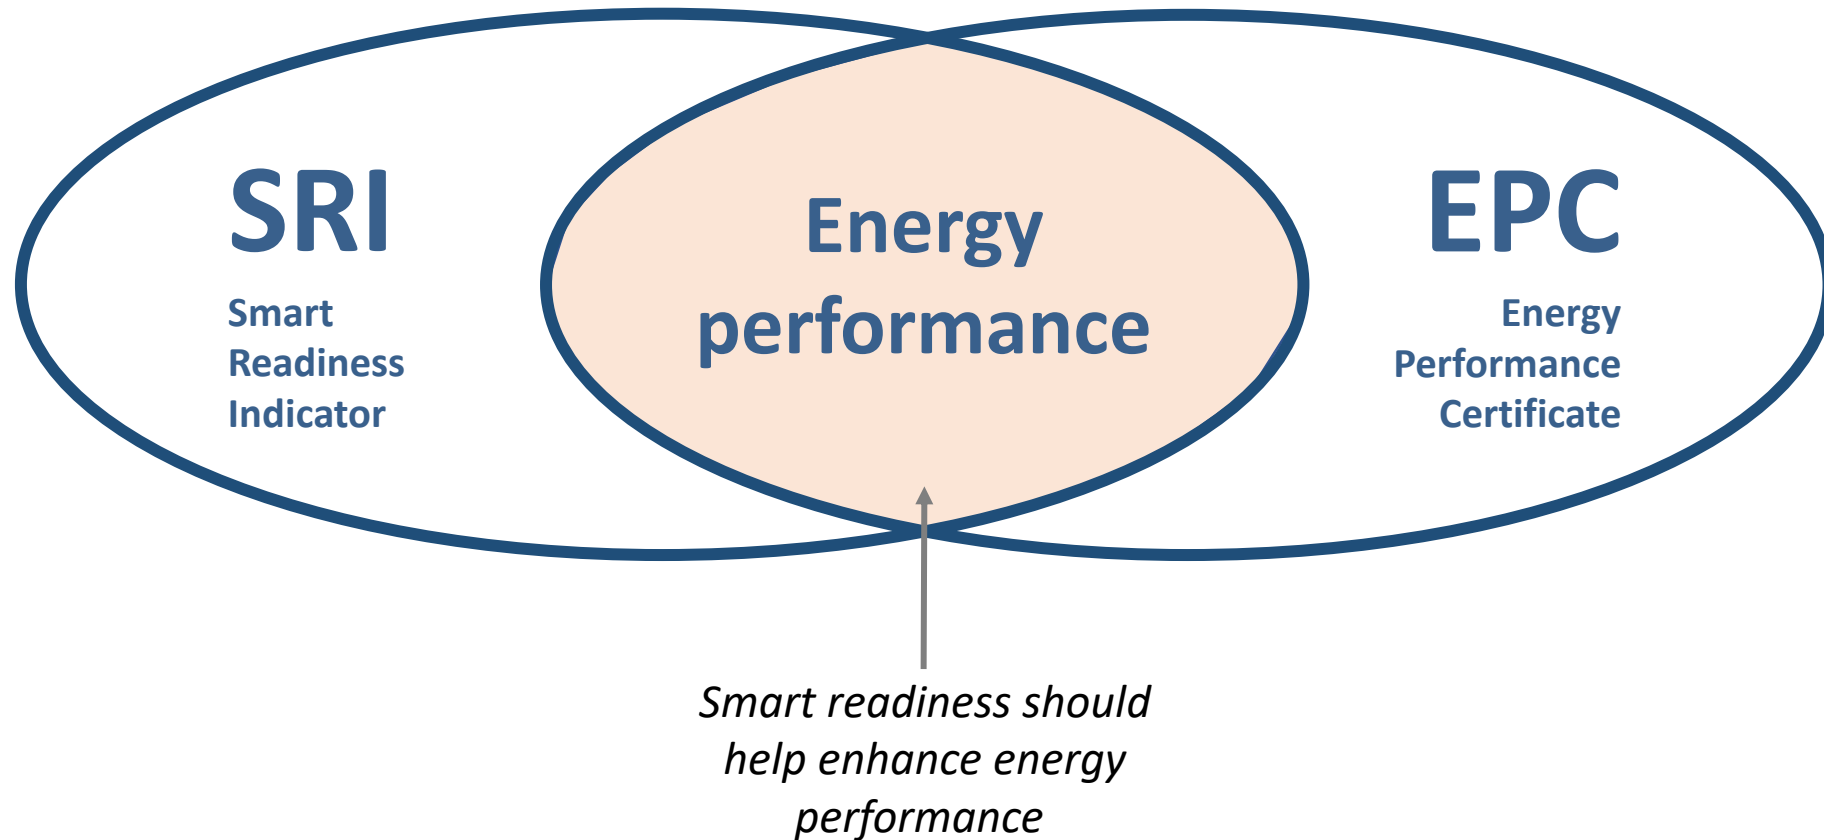 SRI
Smart
Readiness
Indicator
Energy
performance
EPC
Energy
Performance
Certificate
Smart readiness should
help enhance energy
performance